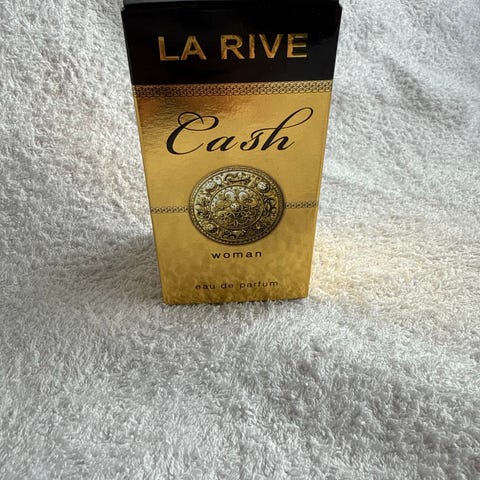 LA RIVE
Cash
woman
eau de parfum